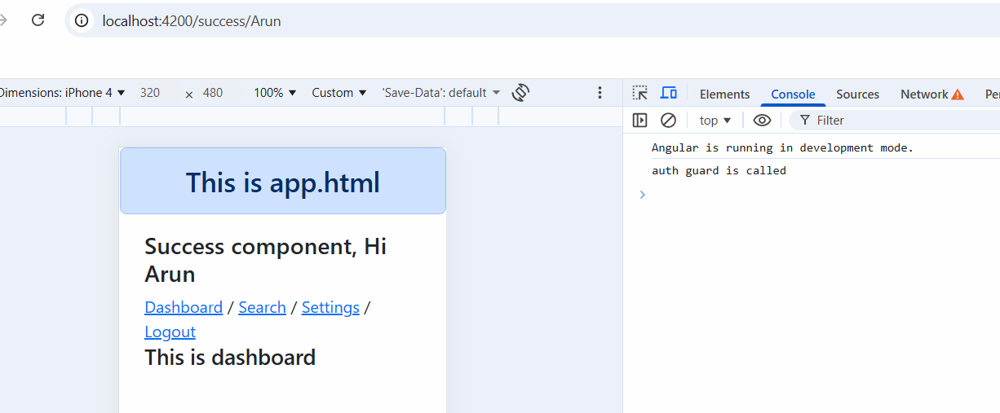 localhost:4200/success/Arun
Dimensions: iPhone 4 ▼ 320 × 480 100% ▼ Custom ▼ 'Save-Data': default ▼
Elements Console Sources Network
top ▼ Filter
Angular is running in development mode.
auth guard is called
This is app.html
Success component, Hi
Arun
Dashboard / Search / Settings /
Logout
This is dashboard